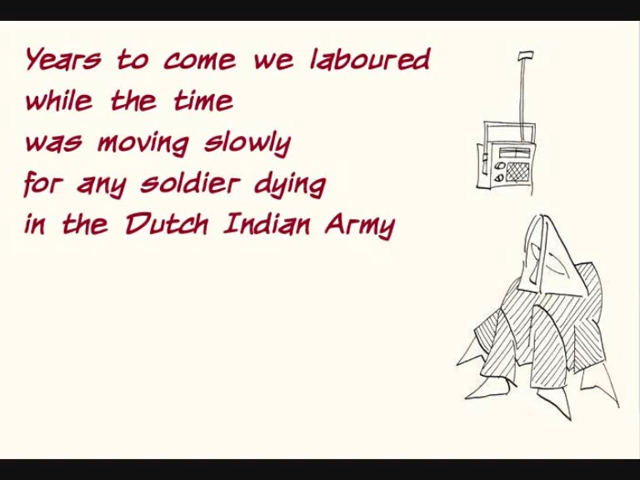 Years to come we laboured
while the time
was moving slowly
for any soldier dying
in the Dutch Indian Army